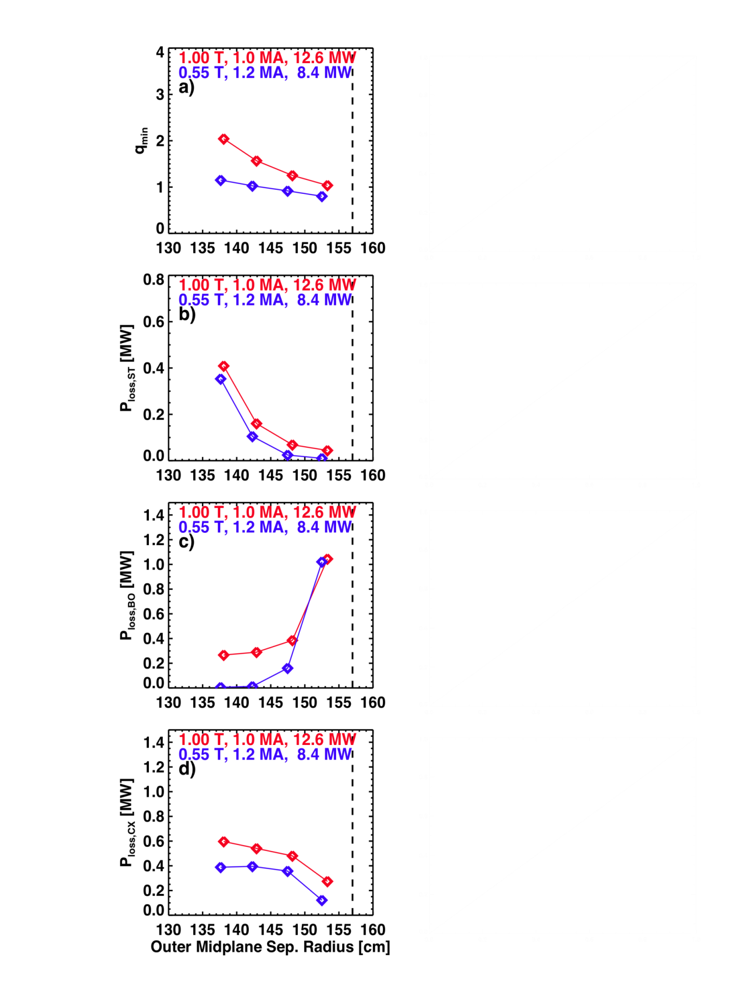 4
1.00 T, 1.0 MA, 12.6 MW
0.55 T, 1.2 MA, 8.4 MW
a)
3
2
1
0
qmin
130 135 140 145 150 155 160
0.8
1.00 T, 1.0 MA, 12.6 MW
0.55 T, 1.2 MA, 8.4 MW
b)
0.6
0.4
0.2
0.0
Ploss,ST [MW]
130 135 140 145 150 155 160
1.4
1.00 T, 1.0 MA, 12.6 MW
0.55 T, 1.2 MA, 8.4 MW
c)
1.2
1.0
0.8
0.6
0.4
0.2
0.0
Ploss,BO [MW]
130 135 140 145 150 155 160
1.4
1.00 T, 1.0 MA, 12.6 MW
0.55 T, 1.2 MA, 8.4 MW
d)
1.2
1.0
0.8
0.6
0.4
0.2
0.0
Ploss,CX [MW]
130 135 140 145 150 155 160
Outer Midplane Sep. Radius [cm]